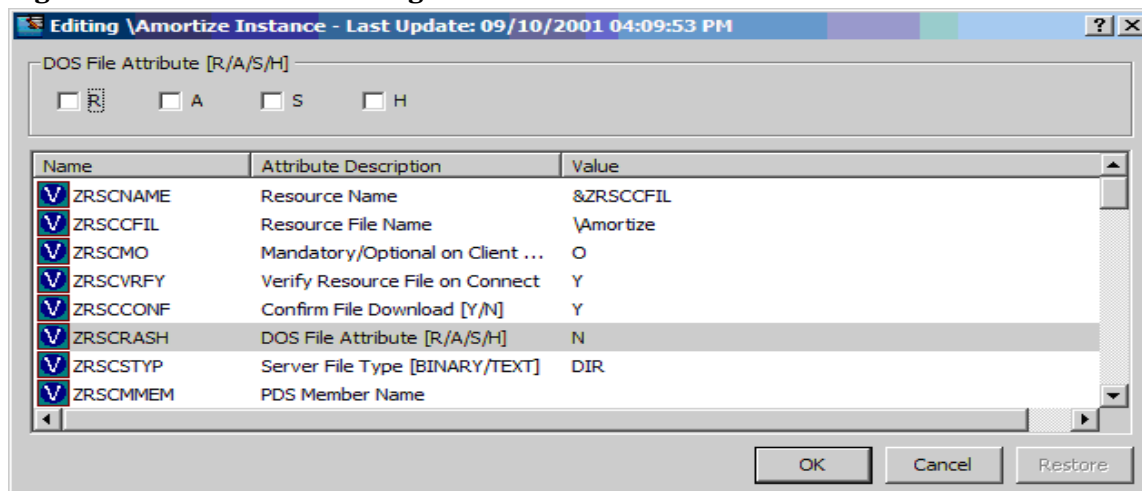 Editing \Amortize Instance - Last Update: 09/10/2001 04:09:53 PM
DOS File Attribute [R/A/S/H]
R A S H
Name Attribute Description Value
V ZRSCNAME Resource Name &ZRSCCFIL
V ZRSCCFIL Resource File Name \Amortize
V ZRSCMO Mandatory/Optional on Client ... O
V ZRSCVRFY Verify Resource File on Connect Y
V ZRSCCONF Confirm File Download [Y/N] Y
V ZRSCRASH DOS File Attribute [R/A/S/H] N
V ZRSCSTYP Server File Type [BINARY/TEXT] DIR
V ZRSCMMEM PDS Member Name
OK Cancel Restore